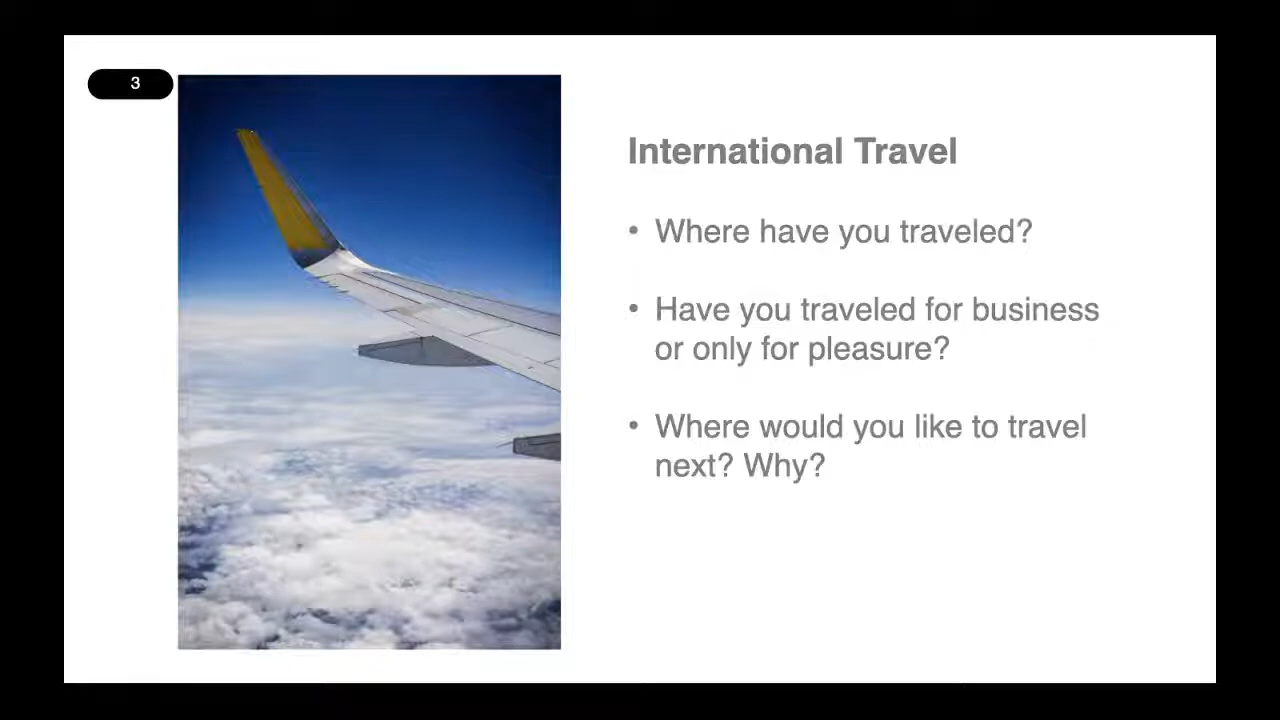 3
International Travel
• Where have you traveled?
• Have you traveled for business
or only for pleasure?
• Where would you like to travel
next? Why?